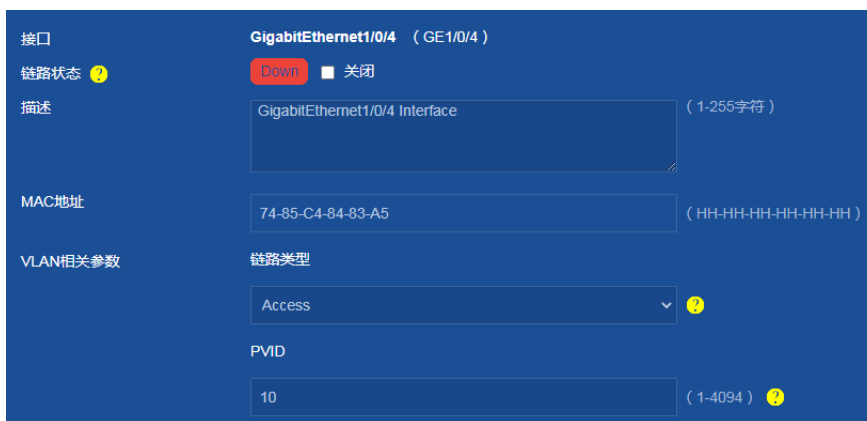 接口 GigabitEthernet1/0/4 （GE1/0/4）
链路状态 ? Down 关闭
描述 GigabitEthernet1/0/4 Interface （1-255字符）
MAC地址 74-85-C4-84-83-A5 （HH-HH-HH-HH-HH-HH）
VLAN相关参数 链路类型
Access ?
PVID
10 （1-4094） ?